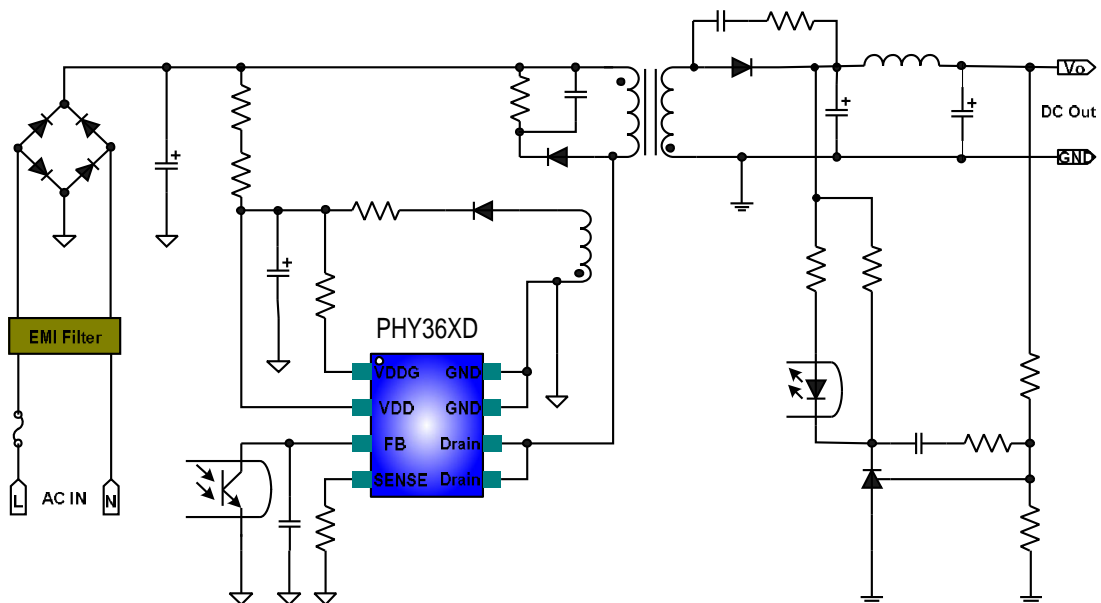 Vo
DC Out
GND
EMI Filter
PHY36XD
VDDG GND
VDD GND
FB Drain
SENSE Drain
L AC IN N